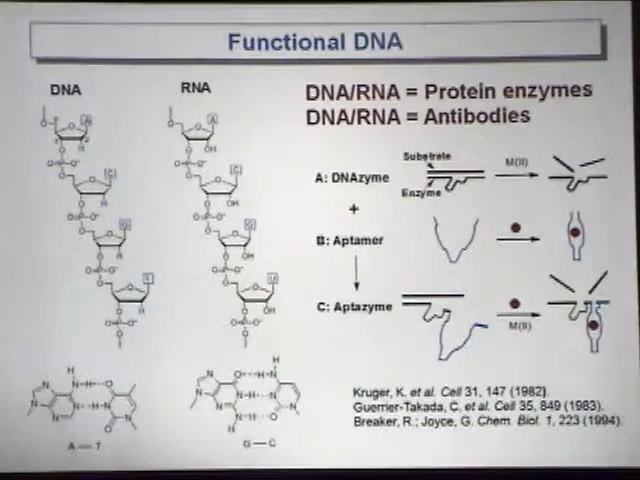 Functional DNA
DNA
RNA
DNA/RNA = Protein enzymes
DNA/RNA = Antibodies
Substrate
M(II)
A: DNAzyme
Enzyme
+
B: Aptamer
C: Aptazyme
M(II)
Kruger, K. et al. Cell 31, 147 (1982).
Guerrier-Takada, C. et al. Cell 35, 849 (1983).
Breaker, R.; Joyce, G. Chem. Biol. 1, 223 (1994).
A — T
G — C